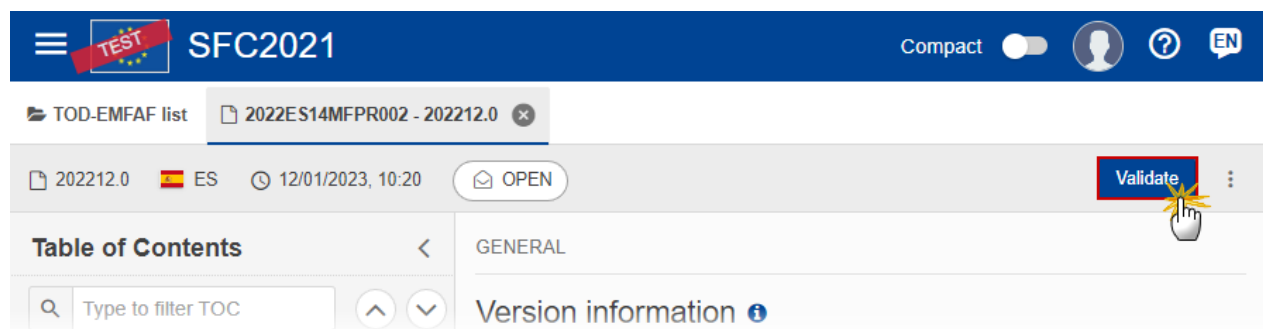 TEST SFC2021 Compact EN
TOD-EMFAF list 2022ES14MFPR002 - 202212.0
202212.0 ES 12/01/2023, 10:20 OPEN Validate
Table of Contents GENERAL
Type to filter TOC Version information